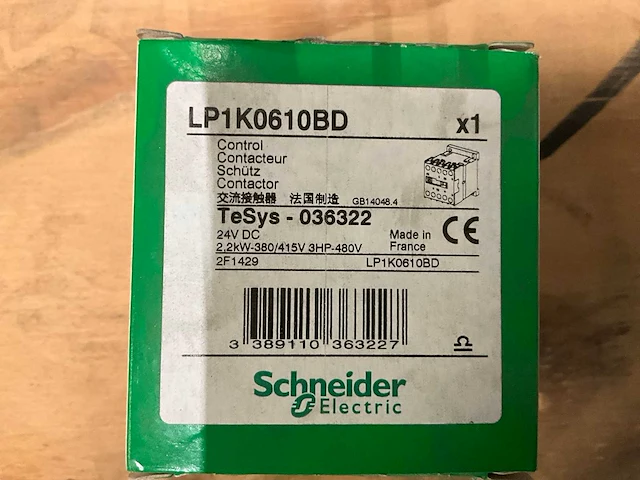 LP1K0610BD x1
Control
Contacteur
Schütz
Contactor
交流接触器 法国制造 GB14048.4
TeSys - 036322
24V DC
2,2kW-380/415V 3HP-480V
Made in
France
CE
2F1429 LP1K0610BD
3 389110 363227
Schneider
Electric